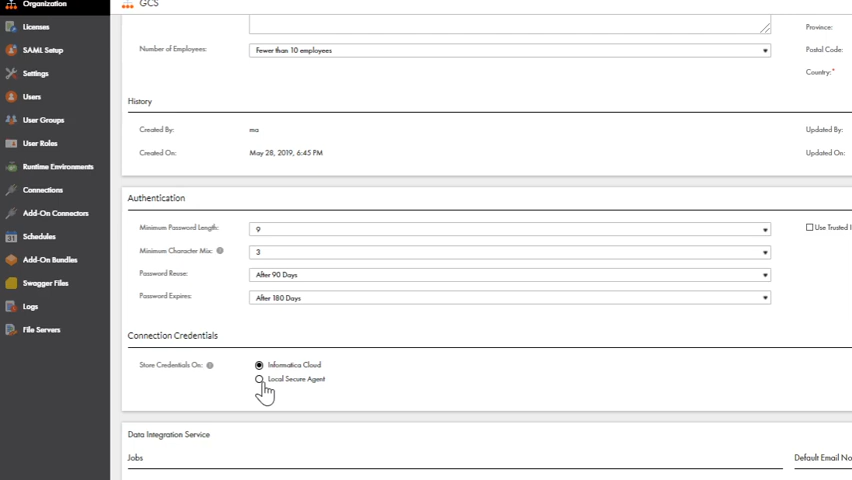 Organization
GCS
Licenses
SAML Setup
Settings
Users
User Groups
User Roles
Runtime Environments
Connections
Add-On Connectors
Schedules
31
Add-On Bundles
Swagger Files
Logs
File Servers
Number of Employees:
Fewer than 10 employees
Province:
Postal Code:
Country:*
History
Created By:
ma
Updated By:
Created On:
May 28, 2019, 6:45 PM
Updated On:
Authentication
Minimum Password Length:
9
Use Trusted
Minimum Character Mix:
3
Password Reuse:
After 90 Days
Password Expires:
After 180 Days
Connection Credentials
Store Credentials On:
Informatica Cloud
Local Secure Agent
Data Integration Service
Jobs
Default Email No